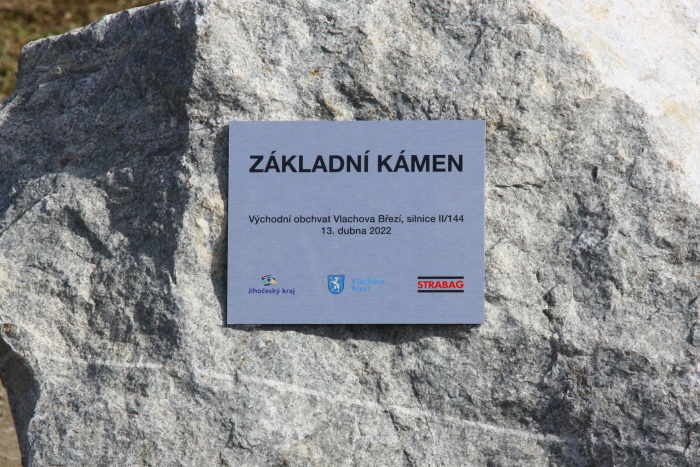 ZÁKLADNÍ KÁMEN
Východní obchvat Vlachova Březí, silnice II/144
13. dubna 2022
Jihočeský kraj
Vlachovo
Březí
STRABAG